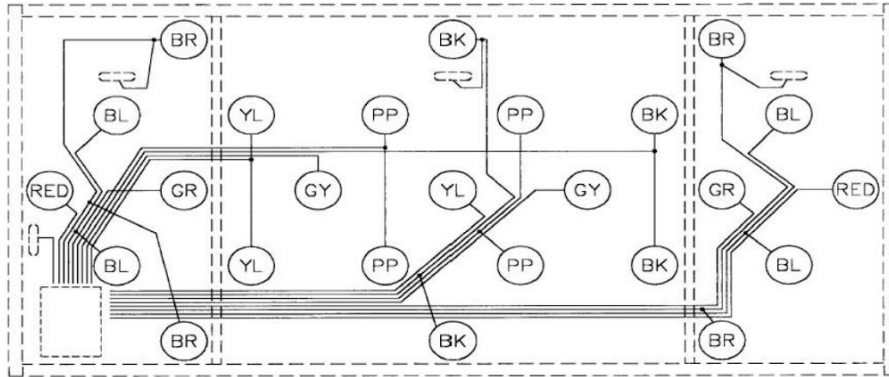 BR BK BR
BL YL PP PP BK BL
RED GR GY YL GY GR RED
BL YL PP PP BK BL
BR BK BR